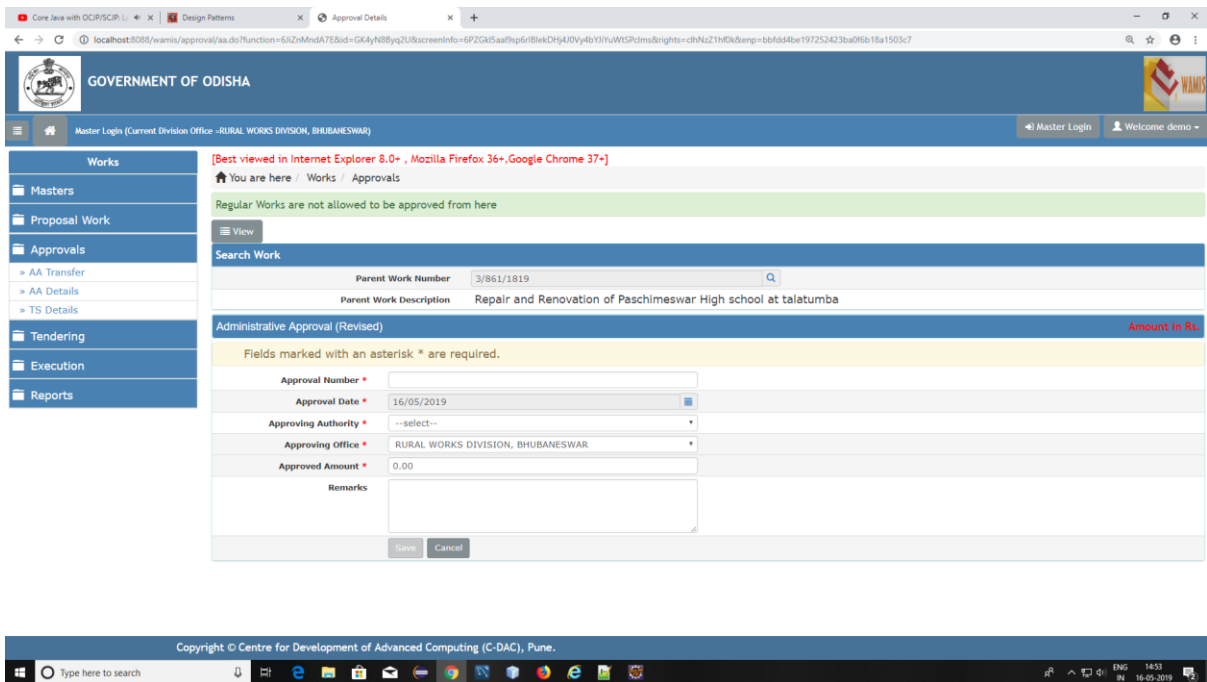 Core Java with OCJP/SCJP: L
Design Patterns
Approval Details
localhost:8088/wamis/approval/aa.do?function=6JiZnMndA7E&id=GK4yN8Byq2U&screenInfo=6PZGkI5aal9sp6rlBlekDHj4J0Vy4bYJiYuWtSPcIms&rights=clhNzZ1hf0k&enp=bbfdd4be197252423ba0f6b18a1503c7
GOVERNMENT OF ODISHA
WAMIS
Master Login (Current Division Office =RURAL WORKS DIVISION, BHUBANESWAR)
Master Login
Welcome demo
Works
Masters
Proposal Work
Approvals
» AA Transfer
» AA Details
» TS Details
Tendering
Execution
Reports
[Best viewed in Internet Explorer 8.0+ , Mozilla Firefox 36+,Google Chrome 37+]
You are here / Works / Approvals
Regular Works are not allowed to be approved from here
View
Search Work
Parent Work Number 3/861/1819
Parent Work Description Repair and Renovation of Paschimeswar High school at talatumba
Administrative Approval (Revised) Amount in Rs.
Fields marked with an asterisk * are required.
Approval Number *
Approval Date * 16/05/2019
Approving Authority * --select--
Approving Office * RURAL WORKS DIVISION, BHUBANESWAR
Approved Amount * 0.00
Remarks
Save Cancel
Copyright © Centre for Development of Advanced Computing (C-DAC), Pune.
Type here to search
ENG 14:53
IN 16-05-2019